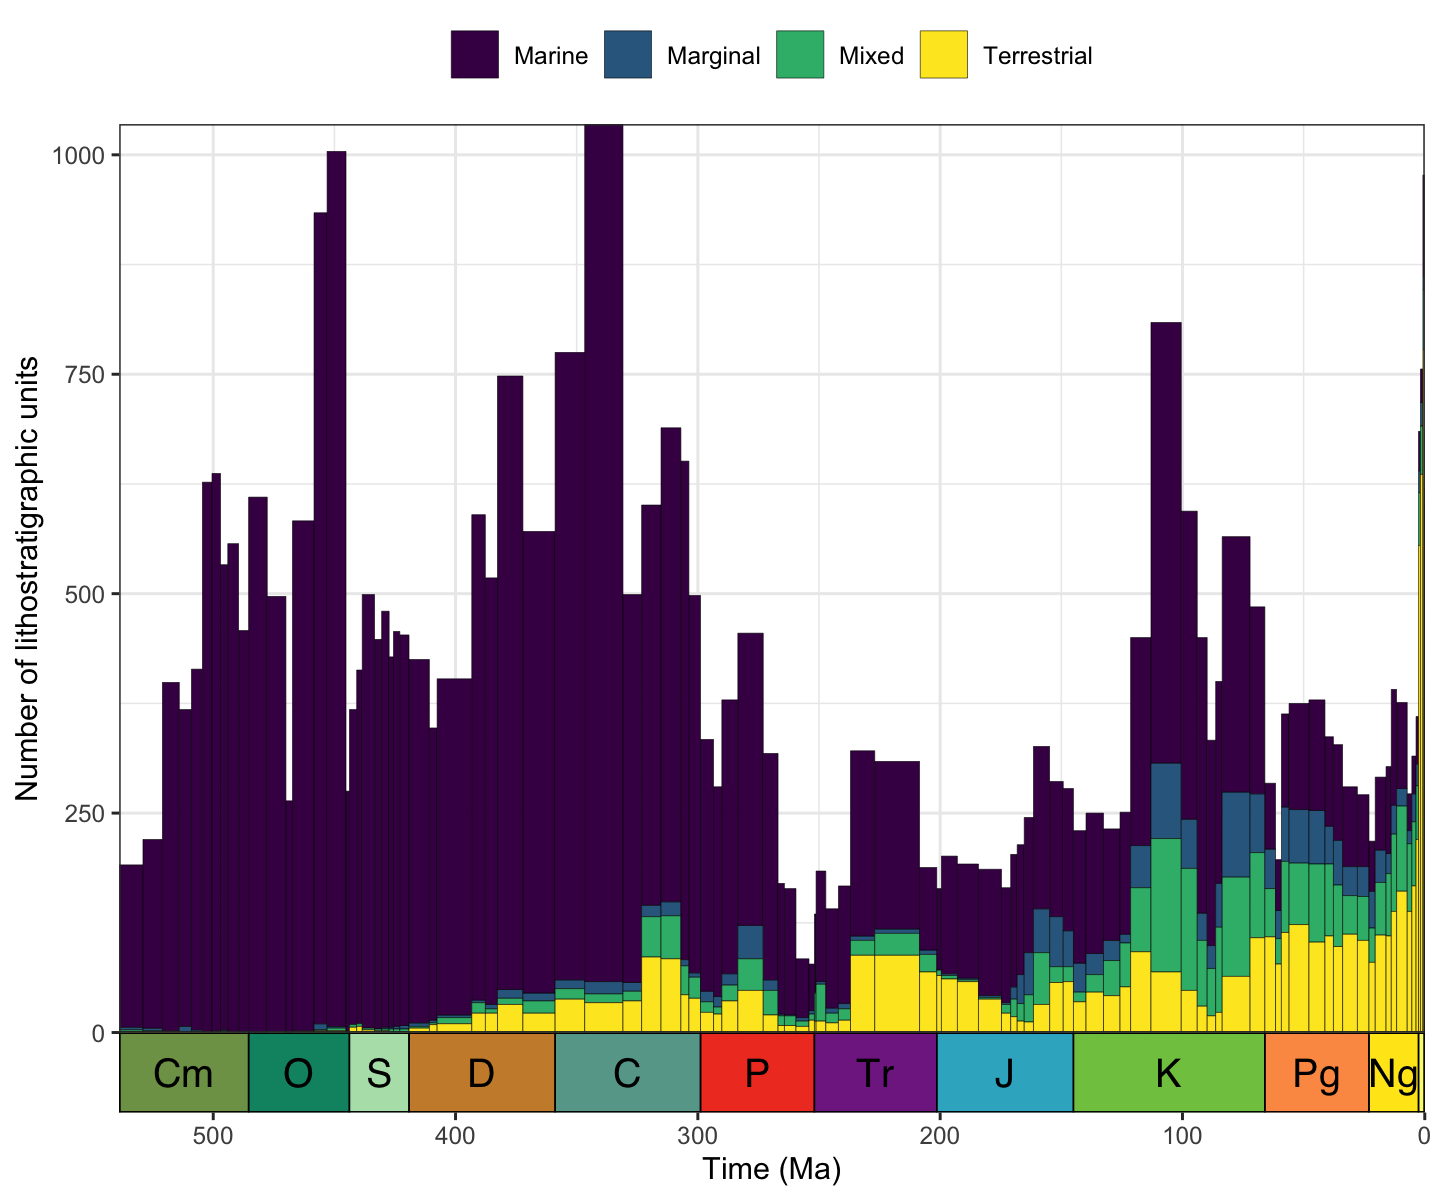 Marine Marginal Mixed Terrestrial
Number of lithostratigraphic units
1000
750
500
250
0
Cm O S D C P Tr J K Pg Ng
500 400 300 200 100 0
Time (Ma)